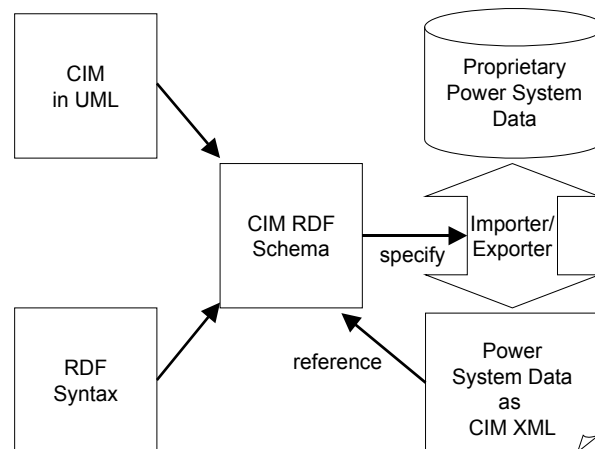 CIM
in UML
Proprietary
Power System
Data
CIM RDF
Schema
specify
Importer/
Exporter
RDF
Syntax
reference
Power
System Data
as
CIM XML